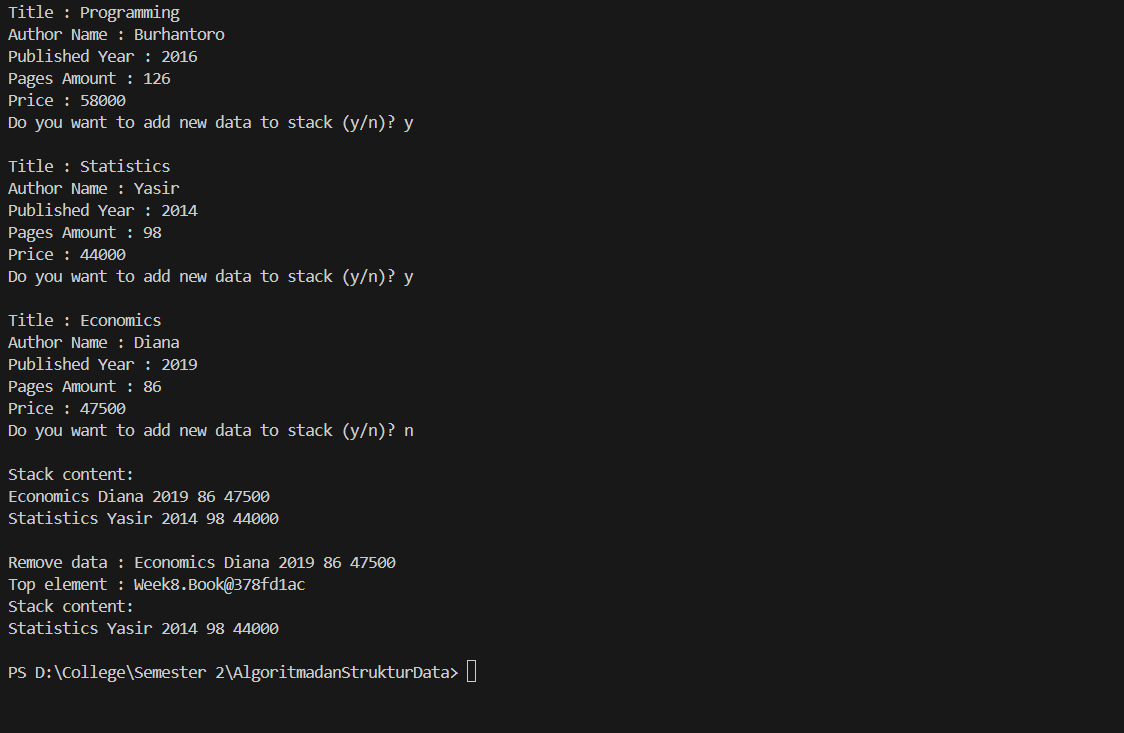 Title : Programming
Author Name : Burhantoro
Published Year : 2016
Pages Amount : 126
Price : 58000
Do you want to add new data to stack (y/n)? y
Title : Statistics
Author Name : Yasir
Published Year : 2014
Pages Amount : 98
Price : 44000
Do you want to add new data to stack (y/n)? y
Title : Economics
Author Name : Diana
Published Year : 2019
Pages Amount : 86
Price : 47500
Do you want to add new data to stack (y/n)? n
Stack content:
Economics Diana 2019 86 47500
Statistics Yasir 2014 98 44000
Remove data : Economics Diana 2019 86 47500
Top element : Week8.Book@378fd1ac
Stack content:
Statistics Yasir 2014 98 44000
PS D:\College\Semester 2\AlgoritmadanStrukturData>